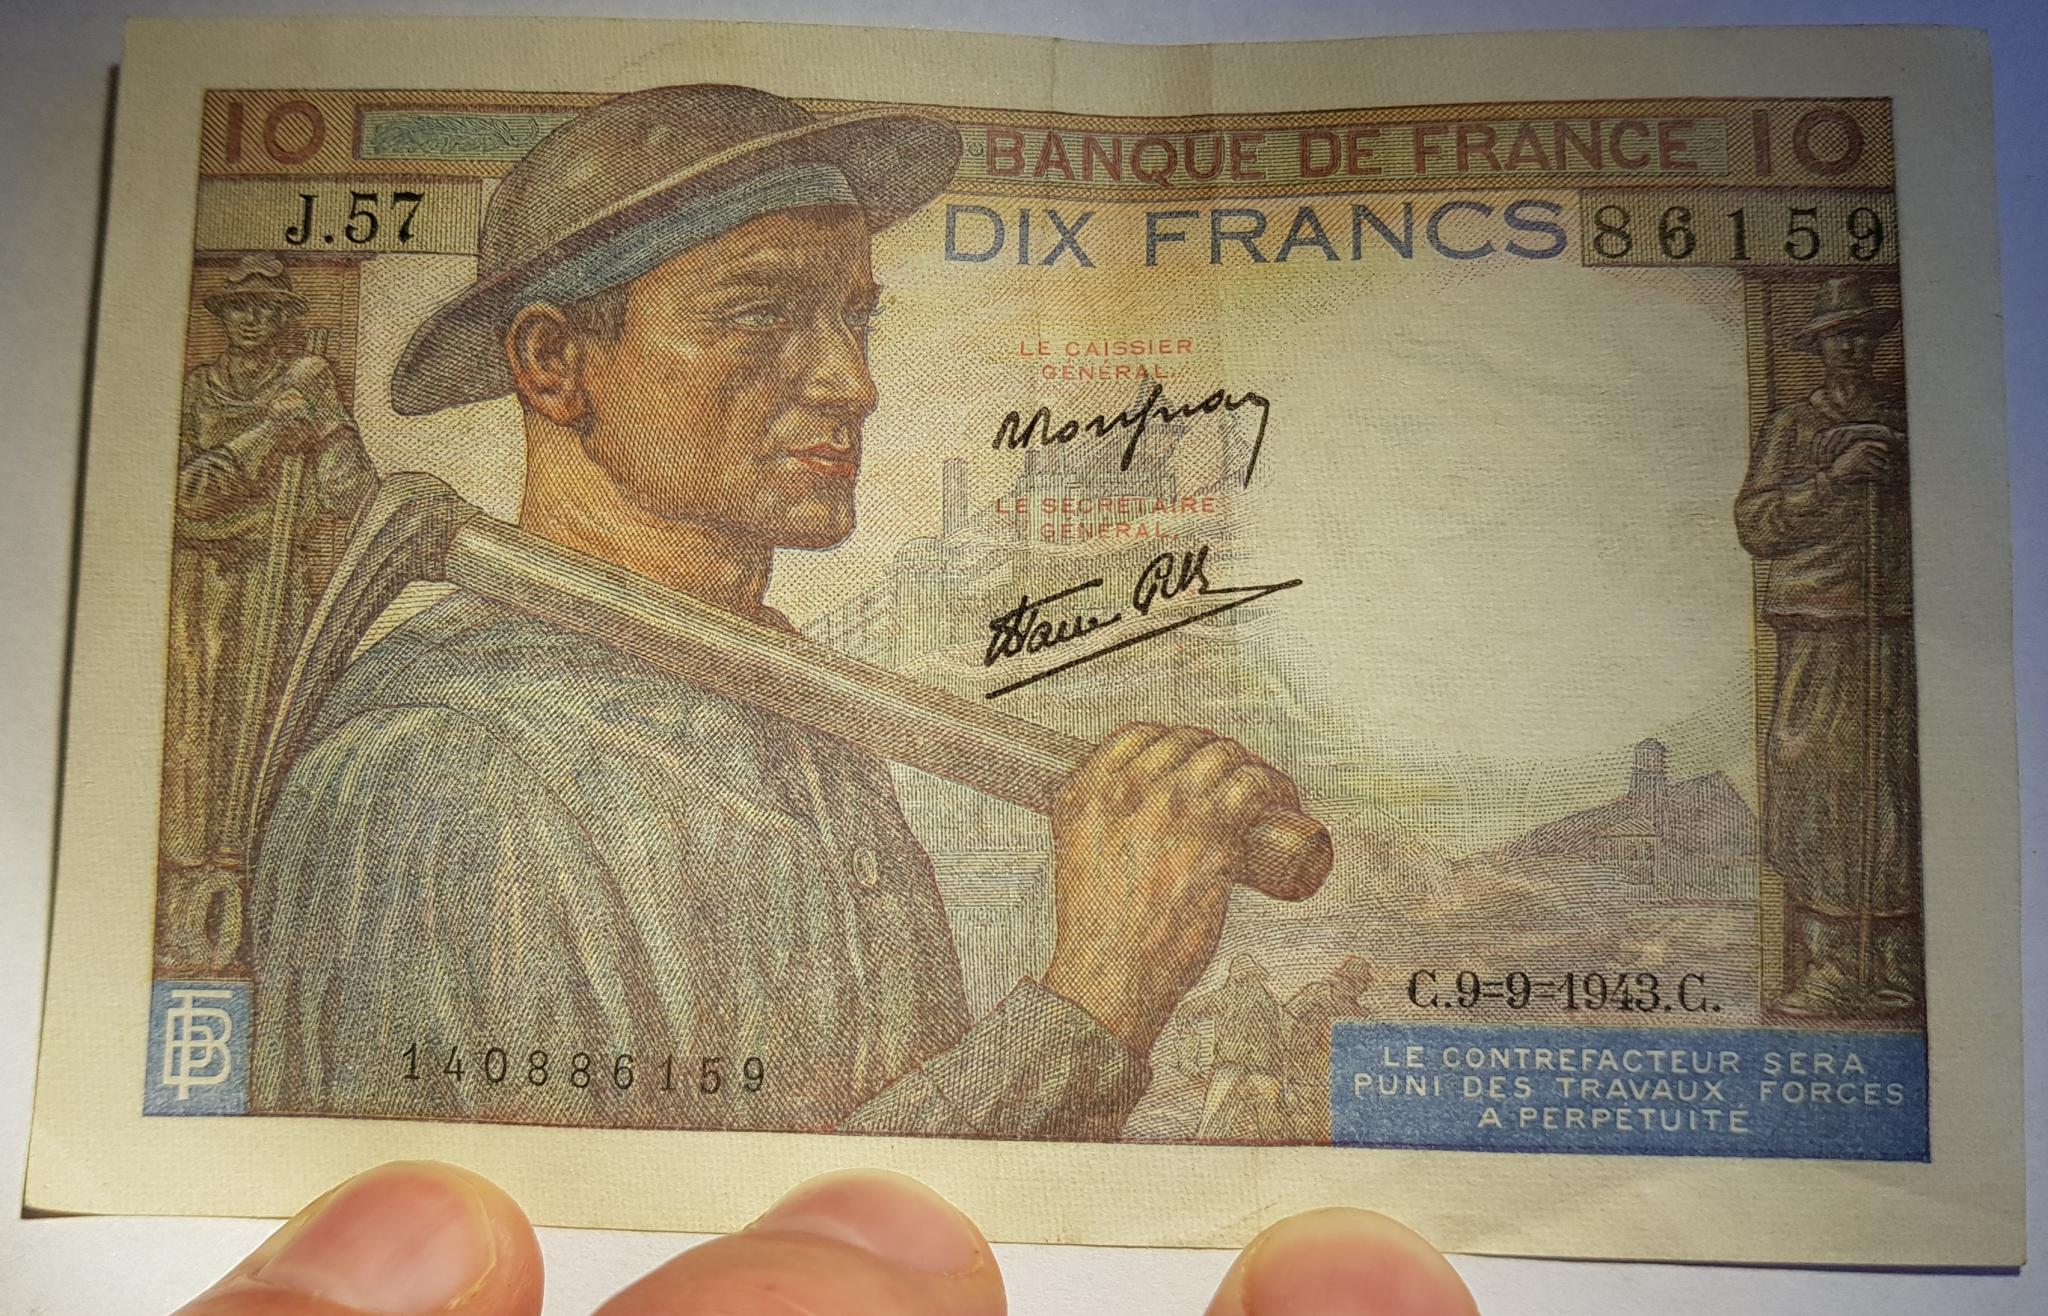 10 BANQUE DE FRANCE 10
J.57 DIX FRANCS 86159
LE CAISSIER
GÉNÉRAL.
LE SECRÉTAIRE
GÉNÉRAL.
C.9=9=1943.C.
140886159
LE CONTREFACTEUR SERA
PUNI DES TRAVAUX FORCÉS
A PERPÉTUITÉ